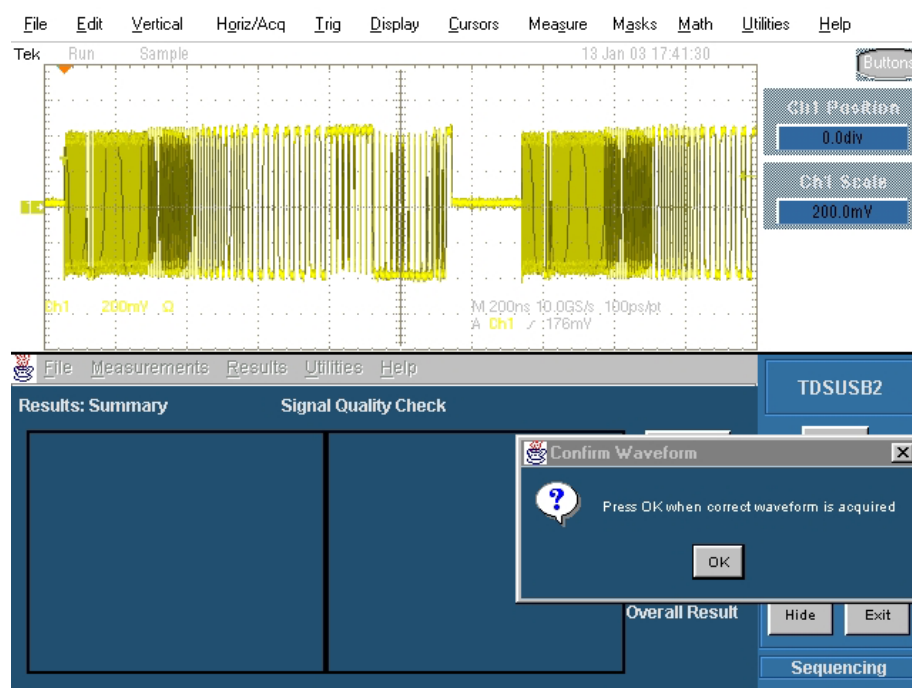 File Edit Vertical Horiz/Acq Trig Display Cursors Measure Masks Math Utilities Help
Tek Run Sample 13 Jan 03 17:41:30
Buttons
Ch1 Position
0.0div
Ch1 Scale
200.0mV
1
Ch1 200mV Ω
M 200ns 10.0GS/s 100ps/pt
A Ch1 ∕ 176mV
File Measurements Results Utilities Help
TDSUSB2
Results: Summary Signal Quality Check
Confirm Waveform
Press OK when correct waveform is acquired
OK
Overall Result
Hide Exit
Sequencing